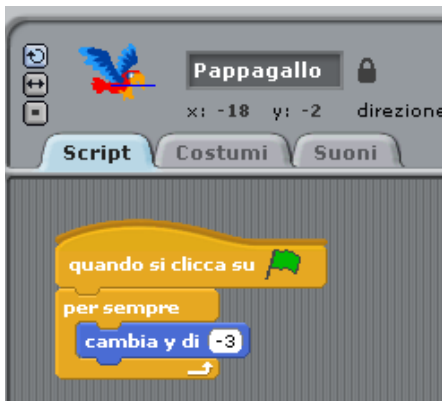 Pappagallo
x: -18 y: -2 direzione
Script Costumi Suoni
quando si clicca su
per sempre
cambia y di -3